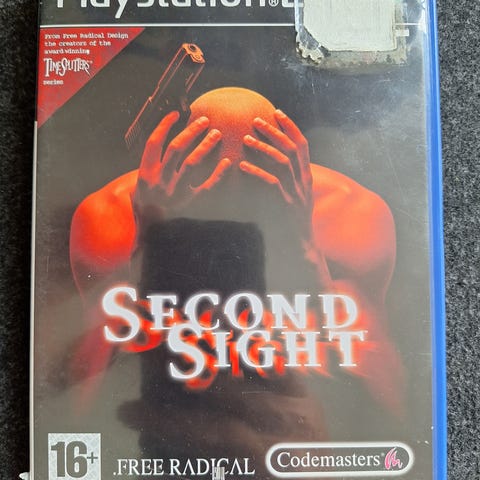 PlayStation®2
From Free Radical Design
the creators of the
award-winning
TIMESPLITTERS
series
SECOND
SIGHT
16+
FREE RADICAL
Codemasters